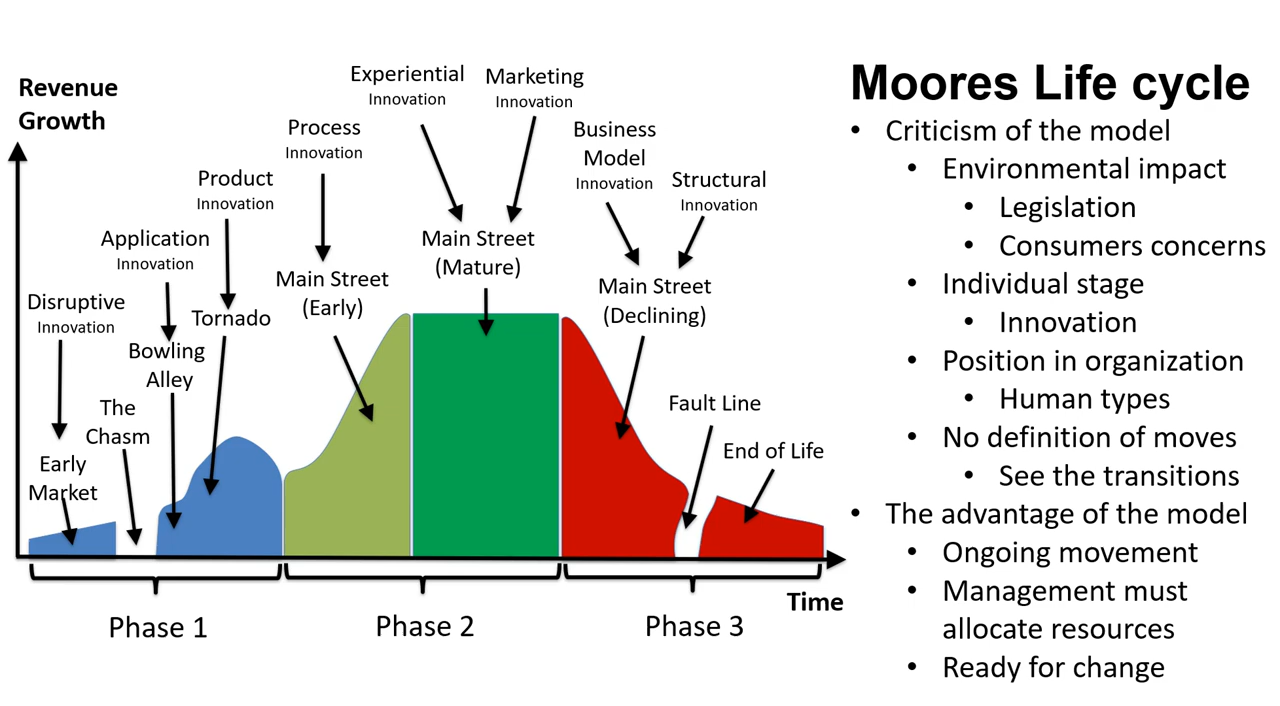 Revenue
Growth
Experiential
Innovation
Marketing
Innovation
Process
Innovation
Business
Model
Innovation
Structural
Innovation
Product
Innovation
Application
Innovation
Disruptive
Innovation
Main Street
(Mature)
Main Street
(Early)
Main Street
(Declining)
Tornado
Bowling
Alley
The
Chasm
Early
Market
Fault Line
End of Life
Time
Phase 1
Phase 2
Phase 3
Moores Life cycle
• Criticism of the model
• Environmental impact
• Legislation
• Consumers concerns
• Individual stage
• Innovation
• Position in organization
• Human types
• No definition of moves
• See the transitions
• The advantage of the model
• Ongoing movement
• Management must
allocate resources
• Ready for change